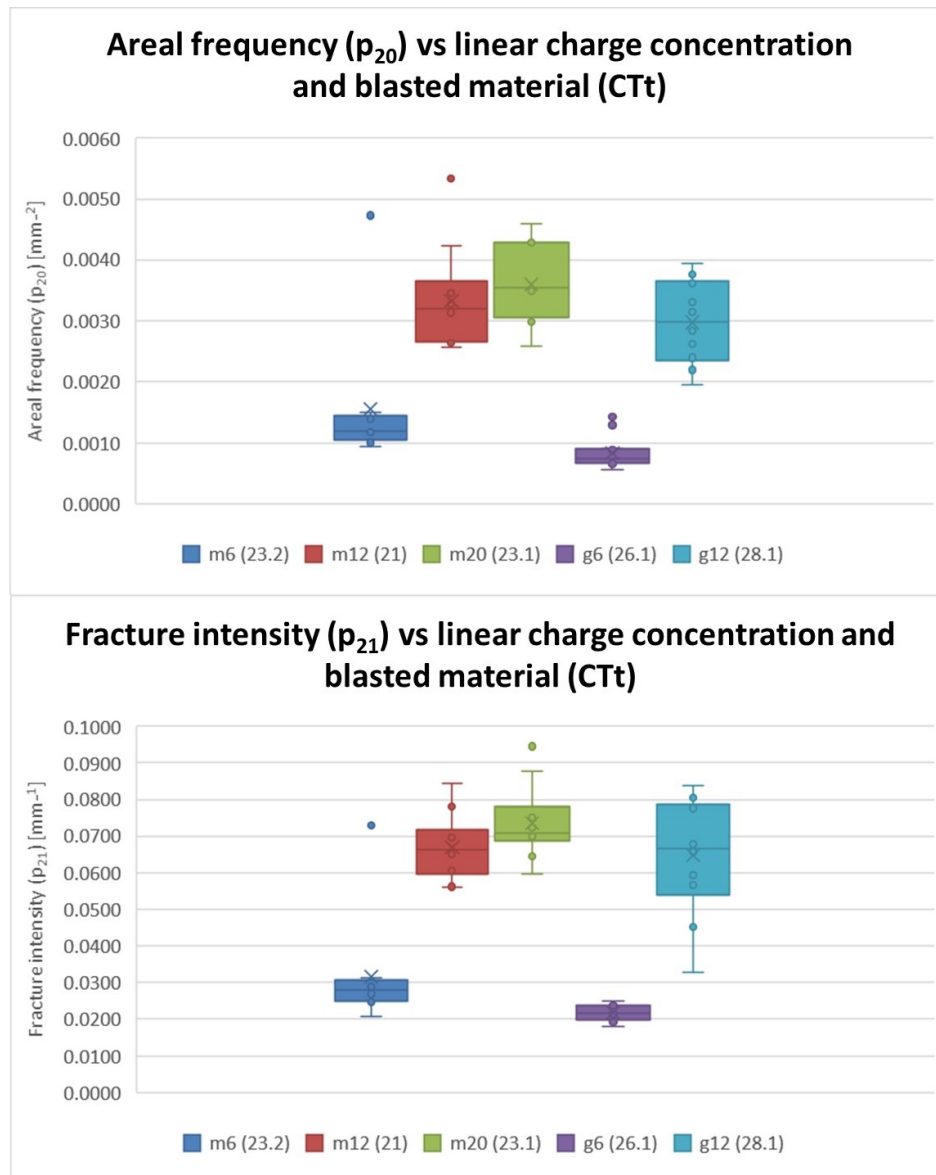 Areal frequency (p₂₀) vs linear charge concentration
and blasted material (CTt)
Areal frequency (p₂₀) [mm-²]
0.0060
0.0050
0.0040
0.0030
0.0020
0.0010
0.0000
m6 (23.2) m12 (21) m20 (23.1) g6 (26.1) g12 (28.1)
Fracture intensity (p₂₁) vs linear charge concentration and
blasted material (CTt)
Fracture intensity (p₂₁) [mm-¹]
0.1000
0.0900
0.0800
0.0700
0.0600
0.0500
0.0400
0.0300
0.0200
0.0100
0.0000
m6 (23.2) m12 (21) m20 (23.1) g6 (26.1) g12 (28.1)